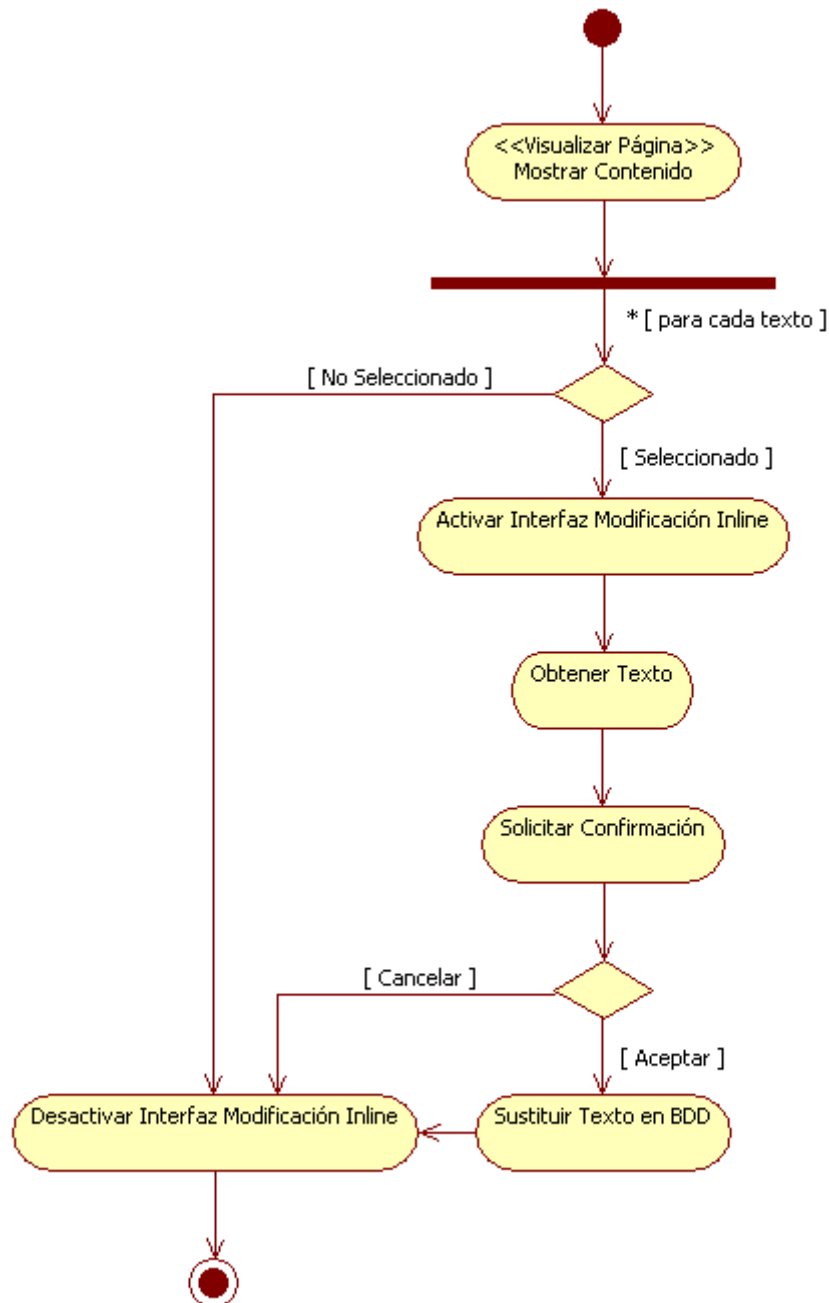 <<Visualizar Página>>
Mostrar Contenido
* [ para cada texto ]
[ No Seleccionado ]
[ Seleccionado ]
Activar Interfaz Modificación Inline
Obtener Texto
Solicitar Confirmación
[ Cancelar ]
[ Aceptar ]
Desactivar Interfaz Modificación Inline
Sustituir Texto en BDD